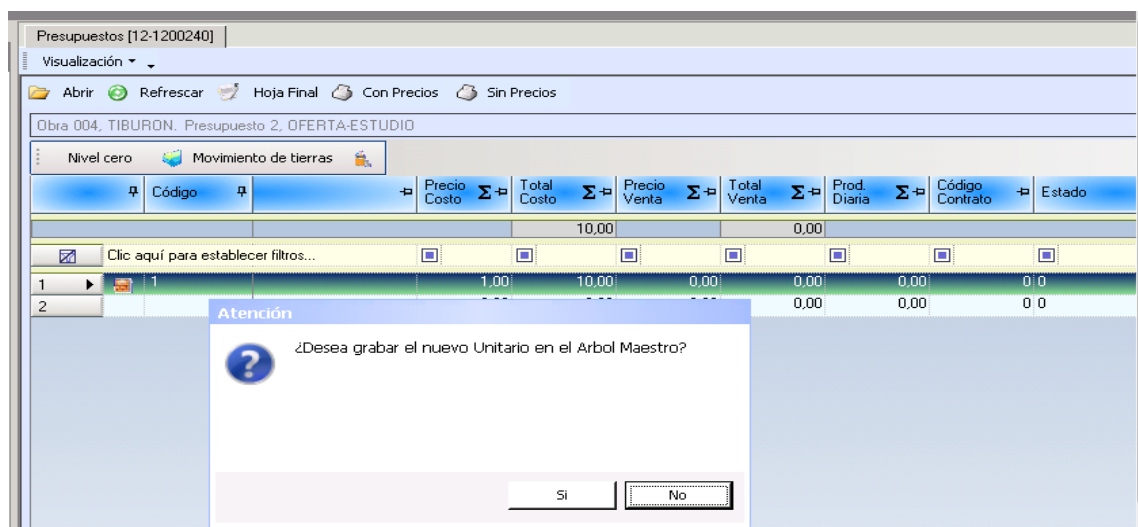 Presupuestos [12-1200240]
Visualización
Abrir Refrescar Hoja Final Con Precios Sin Precios
Obra 004, TIBURON. Presupuesto 2, OFERTA-ESTUDIO
Nivel cero Movimiento de tierras
Código Precio Costo Σ Total Costo Σ Precio Venta Σ Total Venta Σ Prod. Diaria Σ Código Contrato Estado
10,00 0,00
Clic aquí para establecer filtros...
1 1 1,00 10,00 0,00 0,00 0,00 0 0
2 0,00 0,00 0 0
Atención
¿Desea grabar el nuevo Unitario en el Arbol Maestro?
Si No